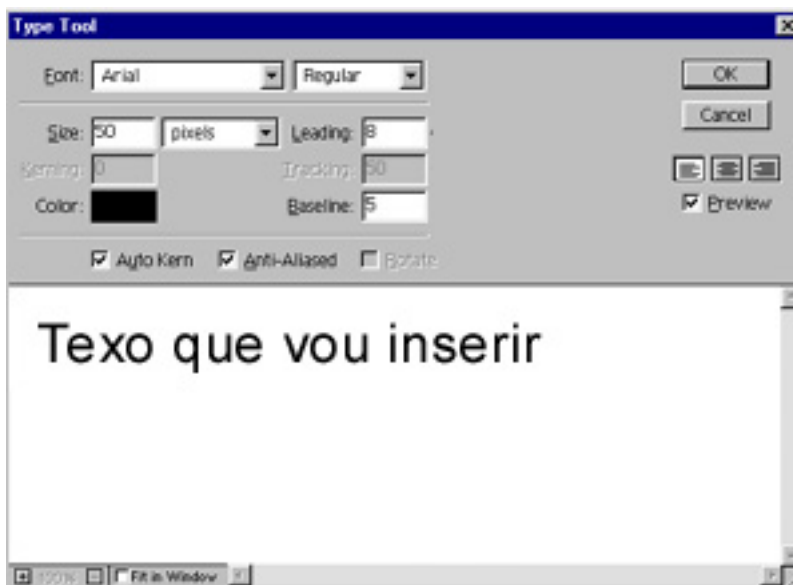 Type Tool
Font: Arial Regular OK
Size: 50 pixels Leading: 8 Cancel
Kerning: 0 Tracking: 50
Color: Baseline: 5 Preview
Auto Kern Anti-Aliased Rotate
Texo que vou inserir
100% Fit in Window